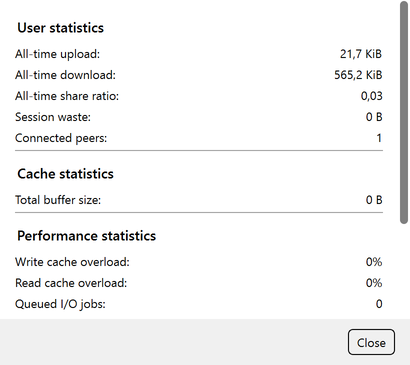 User statistics
All-time upload: 21,7 KiB
All-time download: 565,2 KiB
All-time share ratio: 0,03
Session waste: 0 B
Connected peers: 1
Cache statistics
Total buffer size: 0 B
Performance statistics
Write cache overload: 0%
Read cache overload: 0%
Queued I/O jobs: 0
Close